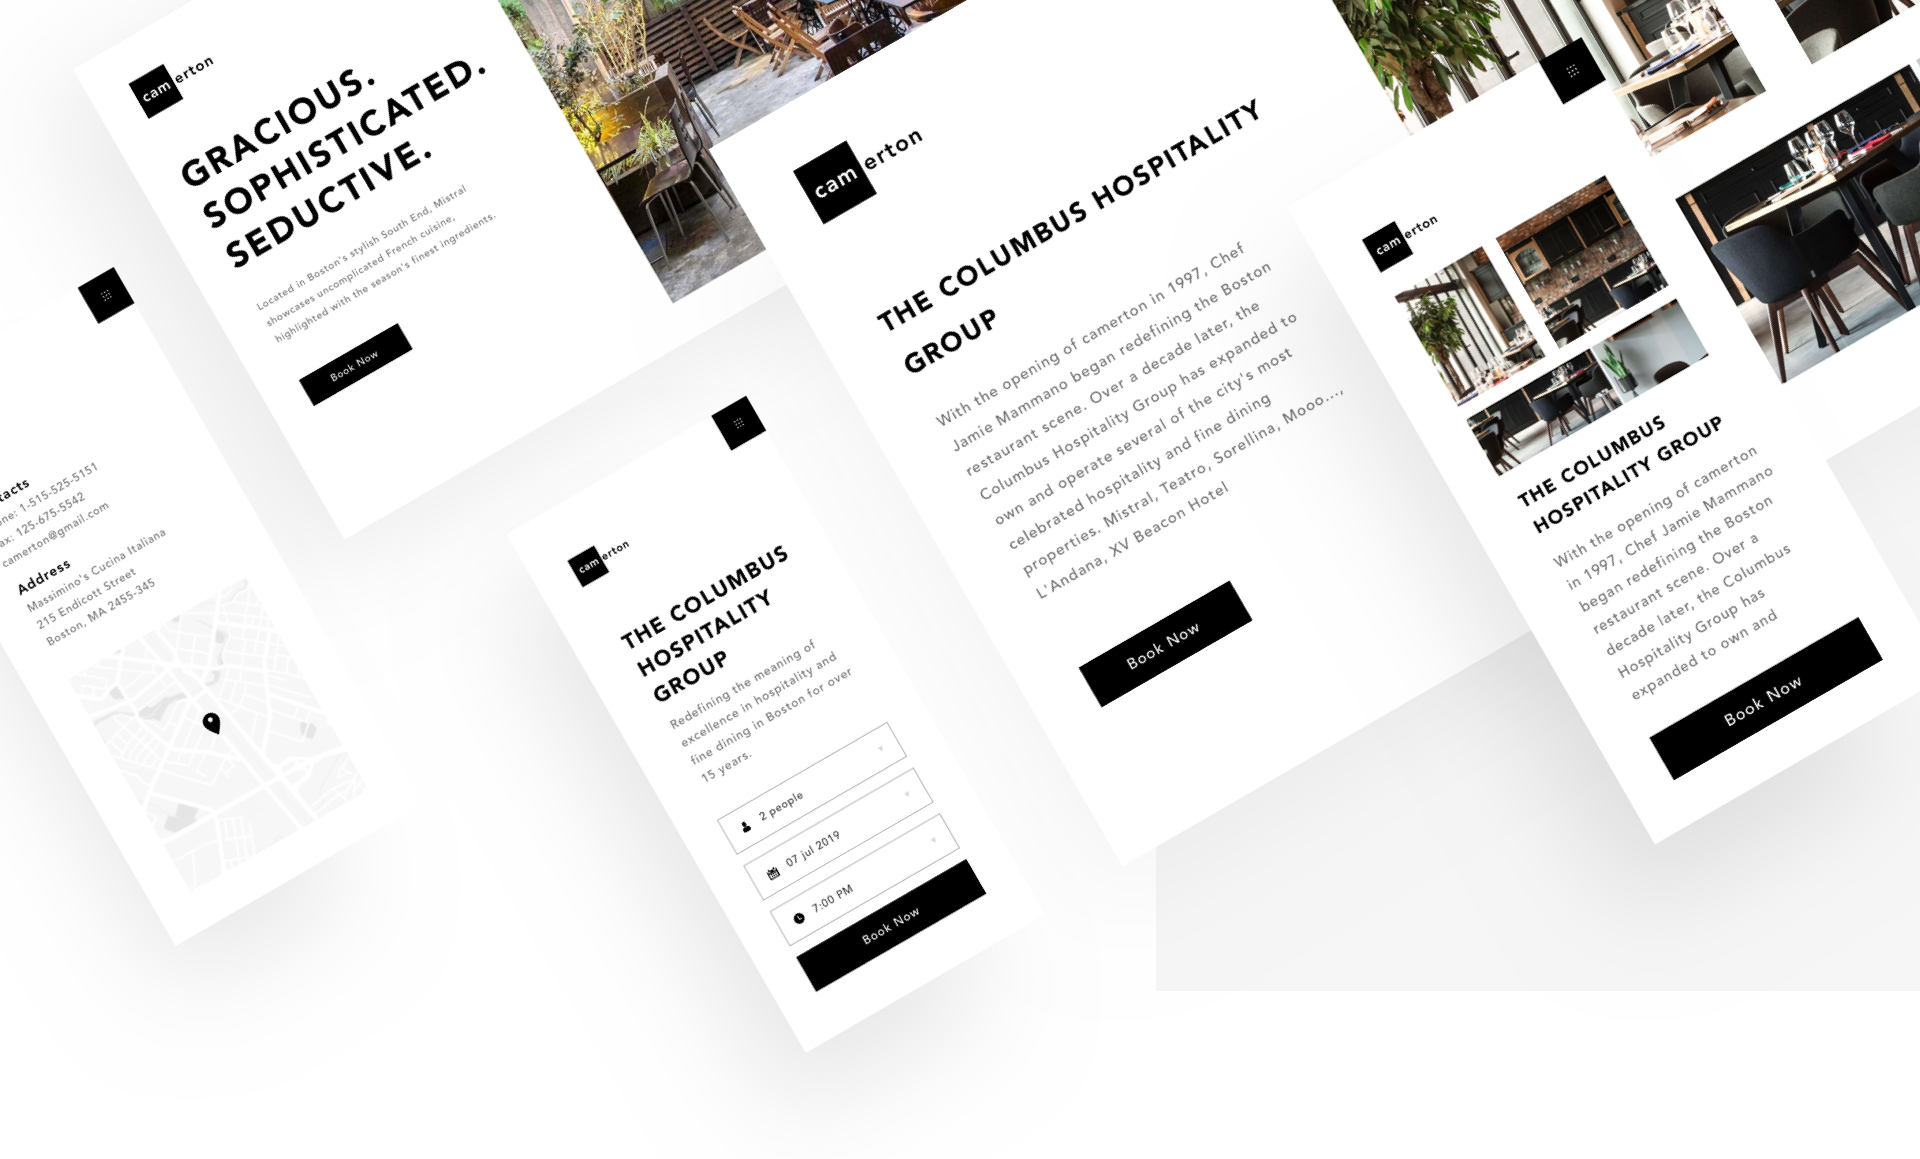 camerton
GRACIOUS.
SOPHISTICATED.
SEDUCTIVE.
Located in Boston's stylish South End, Mistral
showcases uncomplicated French cuisine,
highlighted with the season's finest ingredients.
Book Now
tacts
one: 1-515-525-5151
ax: 125-675-5542
camerton@gmail.com
Address
Massimino's Cucina Italiana
215 Endicott Street
Boston, MA 2455-345
camerton
THE COLUMBUS
HOSPITALITY
GROUP
Redefining the meaning of
excellence in hospitality and
fine dining in Boston for over
15 years.
2 people
07 jul 2019
7:00 PM
Book Now
camerton
THE COLUMBUS HOSPITALITY
GROUP
With the opening of camerton in 1997, Chef
Jamie Mammano began redefining the Boston
restaurant scene. Over a decade later, the
Columbus Hospitality Group has expanded to
own and operate several of the city's most
celebrated hospitality and fine dining
properties. Mistral, Teatro, Sorellina, Mooo...,
L'Andana, XV Beacon Hotel
Book Now
camerton
THE COLUMBUS
HOSPITALITY GROUP
With the opening of camerton
in 1997, Chef Jamie Mammano
began redefining the Boston
restaurant scene. Over a
decade later, the Columbus
Hospitality Group has
expanded to own and
Book Now